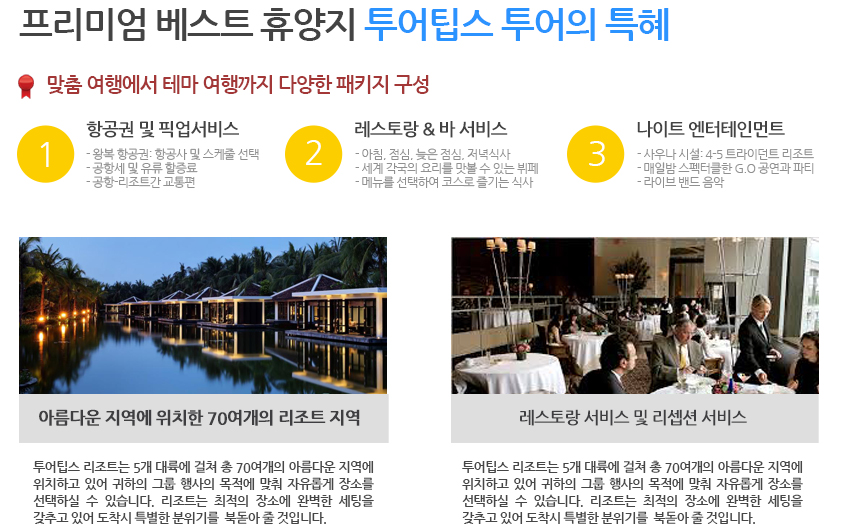 프리미엄 베스트 휴양지 투어팁스 투어의 특혜
맞춤 여행에서 테마 여행까지 다양한 패키지 구성
1
항공권 및 픽업서비스
- 왕복 항공권: 항공사 및 스케줄 선택
- 공항세 및 유류 할증료
- 공항-리조트간 교통편
2
레스토랑 & 바 서비스
- 아침, 점심, 늦은 점심, 저녁식사
- 세계 각국의 요리를 맛볼 수 있는 뷔페
- 메뉴를 선택하여 코스로 즐기는 식사
3
나이트 엔터테인먼트
- 사우나 시설: 4-5 트라이던트 리조트
- 매일밤 스펙터클한 G.O 공연과 파티
- 라이브 밴드 음악
아름다운 지역에 위치한 70여개의 리조트 지역
투어팁스 리조트는 5개 대륙에 걸쳐 총 70여개의 아름다운 지역에
위치하고 있어 귀하의 그룹 행사의 목적에 맞춰 자유롭게 장소를
선택하실 수 있습니다. 리조트는 최적의 장소에 완벽한 세팅을
갖추고 있어 도착시 특별한 분위기를 북돋아 줄 것입니다.
레스토랑 서비스 및 리셉션 서비스
투어팁스 리조트는 5개 대륙에 걸쳐 총 70여개의 아름다운 지역에
위치하고 있어 귀하의 그룹 행사의 목적에 맞춰 자유롭게 장소를
선택하실 수 있습니다. 리조트는 최적의 장소에 완벽한 세팅을
갖추고 있어 도착시 특별한 분위기를 북돋아 줄 것입니다.